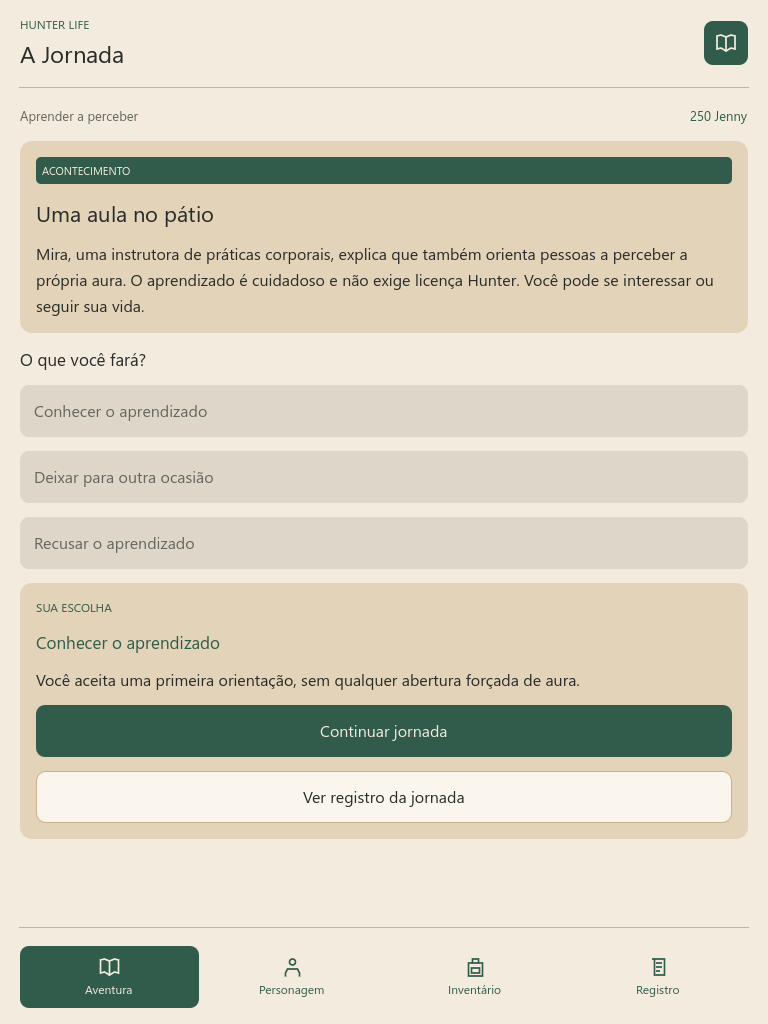 HUNTER LIFE
A Jornada
Aprender a perceber
250 Jenny
ACONTECIMENTO
Uma aula no pátio
Mira, uma instrutora de práticas corporais, explica que também orienta pessoas a perceber a
própria aura. O aprendizado é cuidadoso e não exige licença Hunter. Você pode se interessar ou
seguir sua vida.
O que você fará?
Conhecer o aprendizado
Deixar para outra ocasião
Recusar o aprendizado
SUA ESCOLHA
Conhecer o aprendizado
Você aceita uma primeira orientação, sem qualquer abertura forçada de aura.
Continuar jornada
Ver registro da jornada
Aventura
Personagem
Inventário
Registro